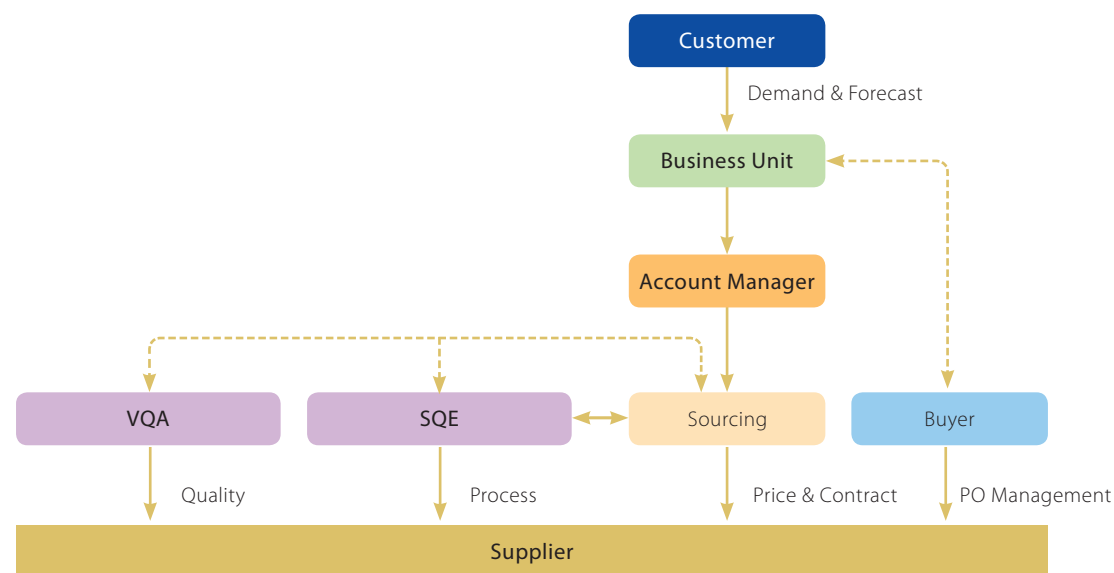 Customer
Demand & Forecast
Business Unit
Account Manager
VQA
SQE
Sourcing
Buyer
Quality
Process
Price & Contract
PO Management
Supplier